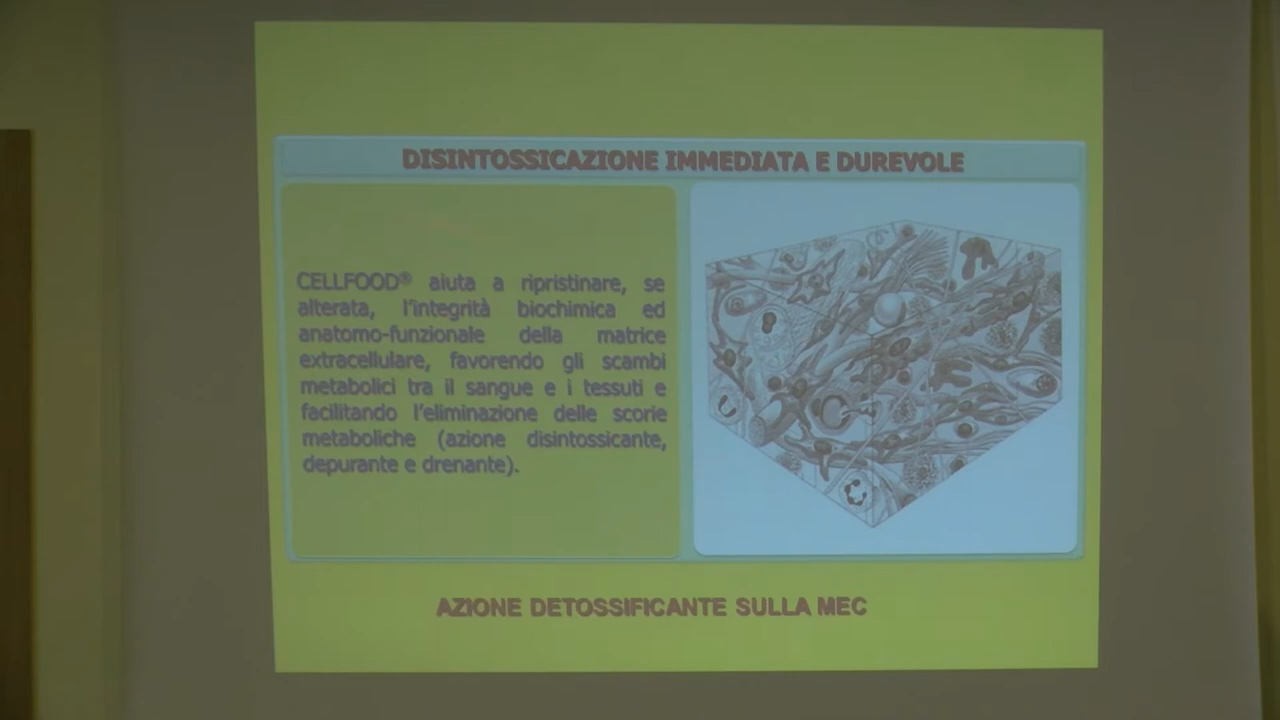 DISINTOSSICAZIONE IMMEDIATA E DUREVOLE
CELLFOOD® aiuta a ripristinare, se
alterata, l'integrità biochimica ed
anatomo-funzionale della matrice
extracellulare, favorendo gli scambi
metabolici tra il sangue e i tessuti e
facilitando l'eliminazione delle scorie
metaboliche (azione disintossicante,
depurante e drenante).
AZIONE DETOSSIFICANTE SULLA MEC